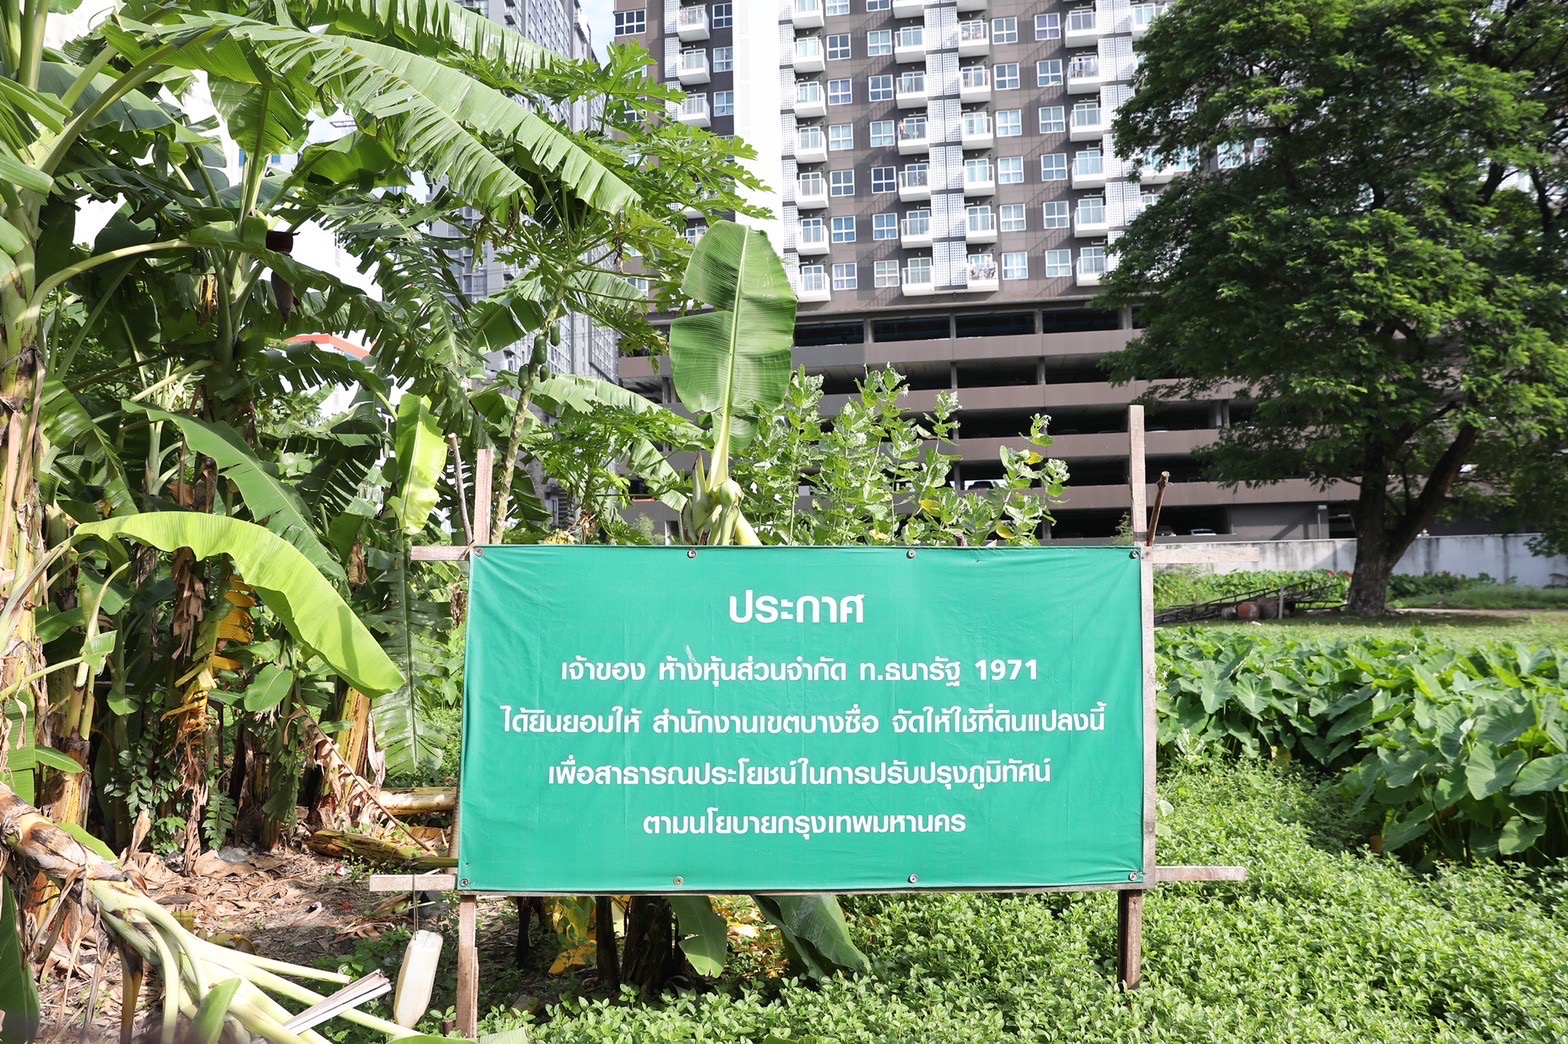 ประกาศ
เจ้าของ ห้างหุ้นส่วนจำกัด ท.ธนารัฐ 1971
ได้ยินยอมให้ สำนักงานเขตบางซื่อ จัดให้ใช้ที่ดินแปลงนี้
เพื่อสาธารณประโยชน์ในการปรับปรุงภูมิทัศน์
ตามนโยบายกรุงเทพมหานคร